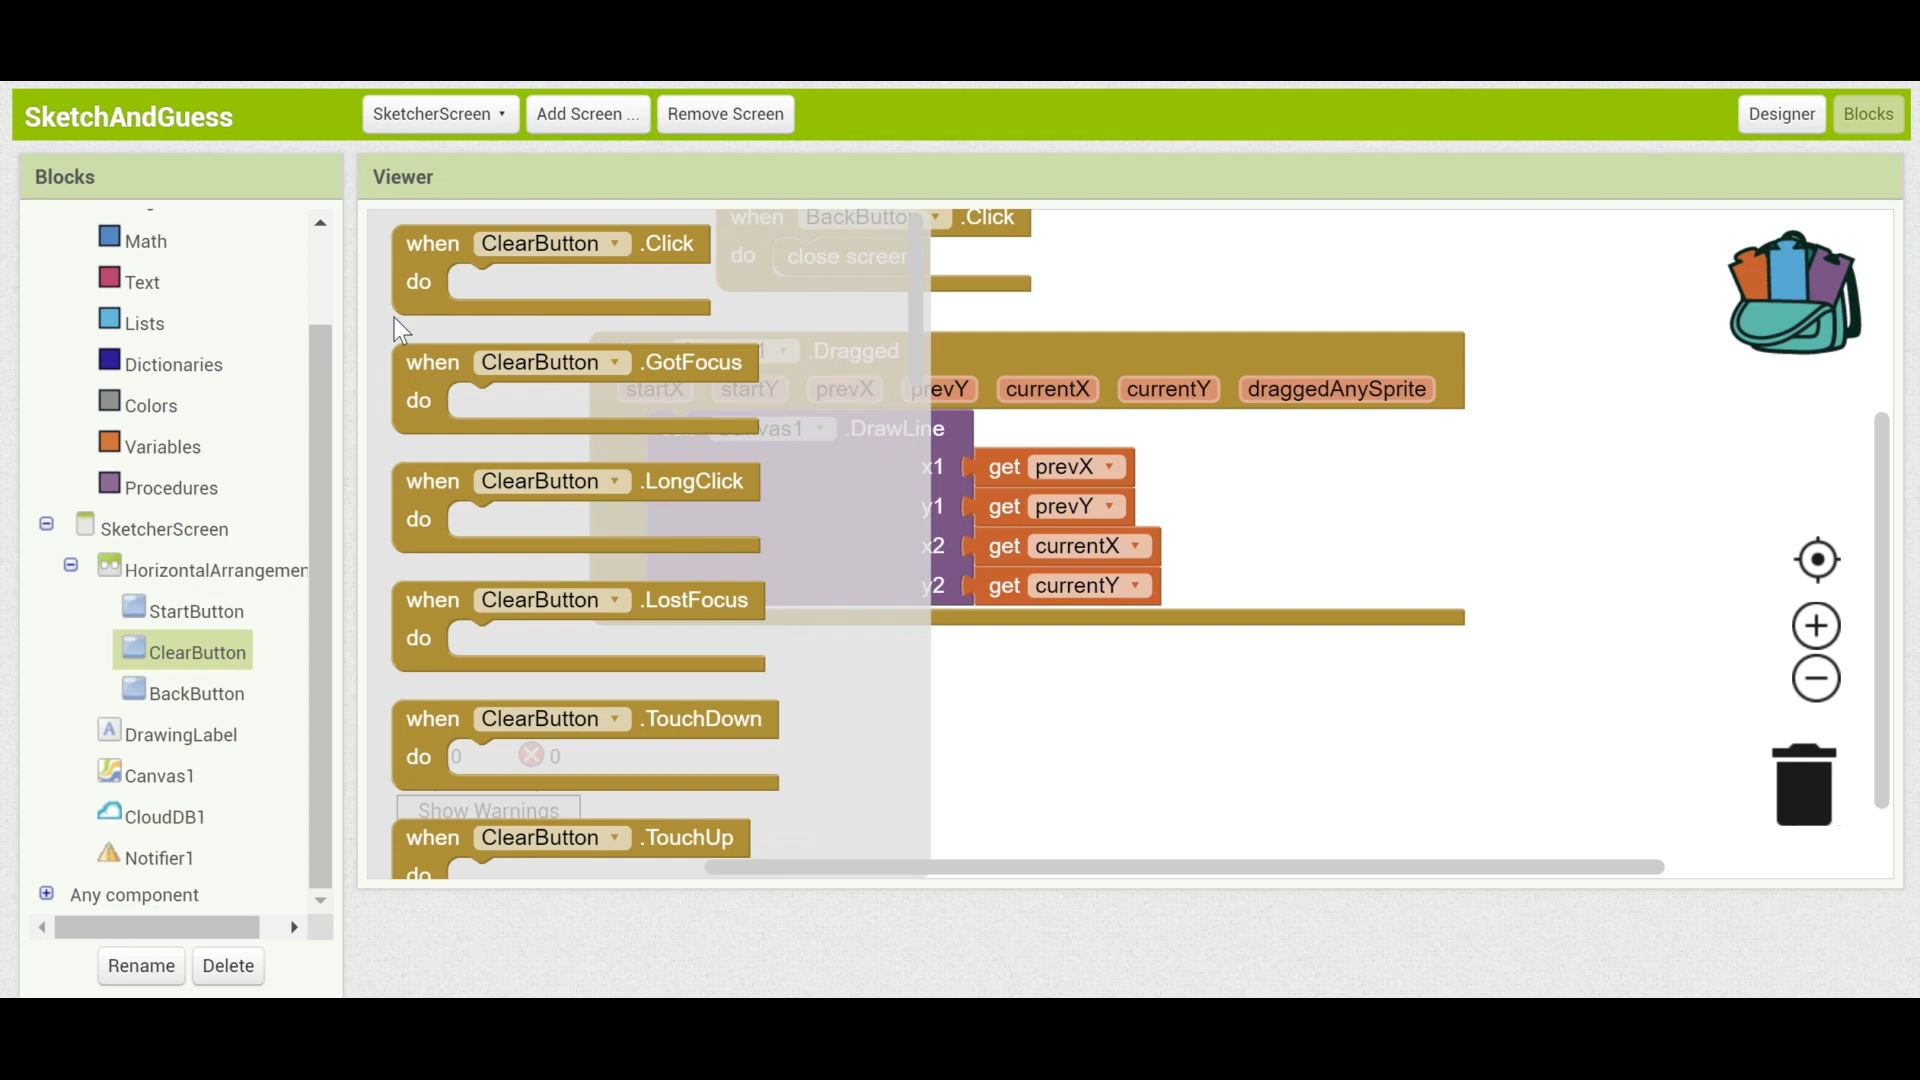 SketchAndGuess
SketcherScreen
Add Screen ...
Remove Screen
Designer
Blocks
Blocks
Math
Text
Lists
Dictionaries
Colors
Variables
Procedures
SketcherScreen
HorizontalArrangemen
StartButton
ClearButton
BackButton
DrawingLabel
Canvas1
CloudDB1
Notifier1
Any component
Rename
Delete
Viewer
when ClearButton .Click
do
when ClearButton .GotFocus
do
when ClearButton .LongClick
do
when ClearButton .LostFocus
do
when ClearButton .TouchDown
do
when ClearButton .TouchUp
do
when BackButton .Click
do close screen
.Dragged
startX startY prevX prevY currentX currentY draggedAnySprite
.DrawLine
x1 get prevX
y1 get prevY
x2 get currentX
y2 get currentY
0 0
Show Warnings